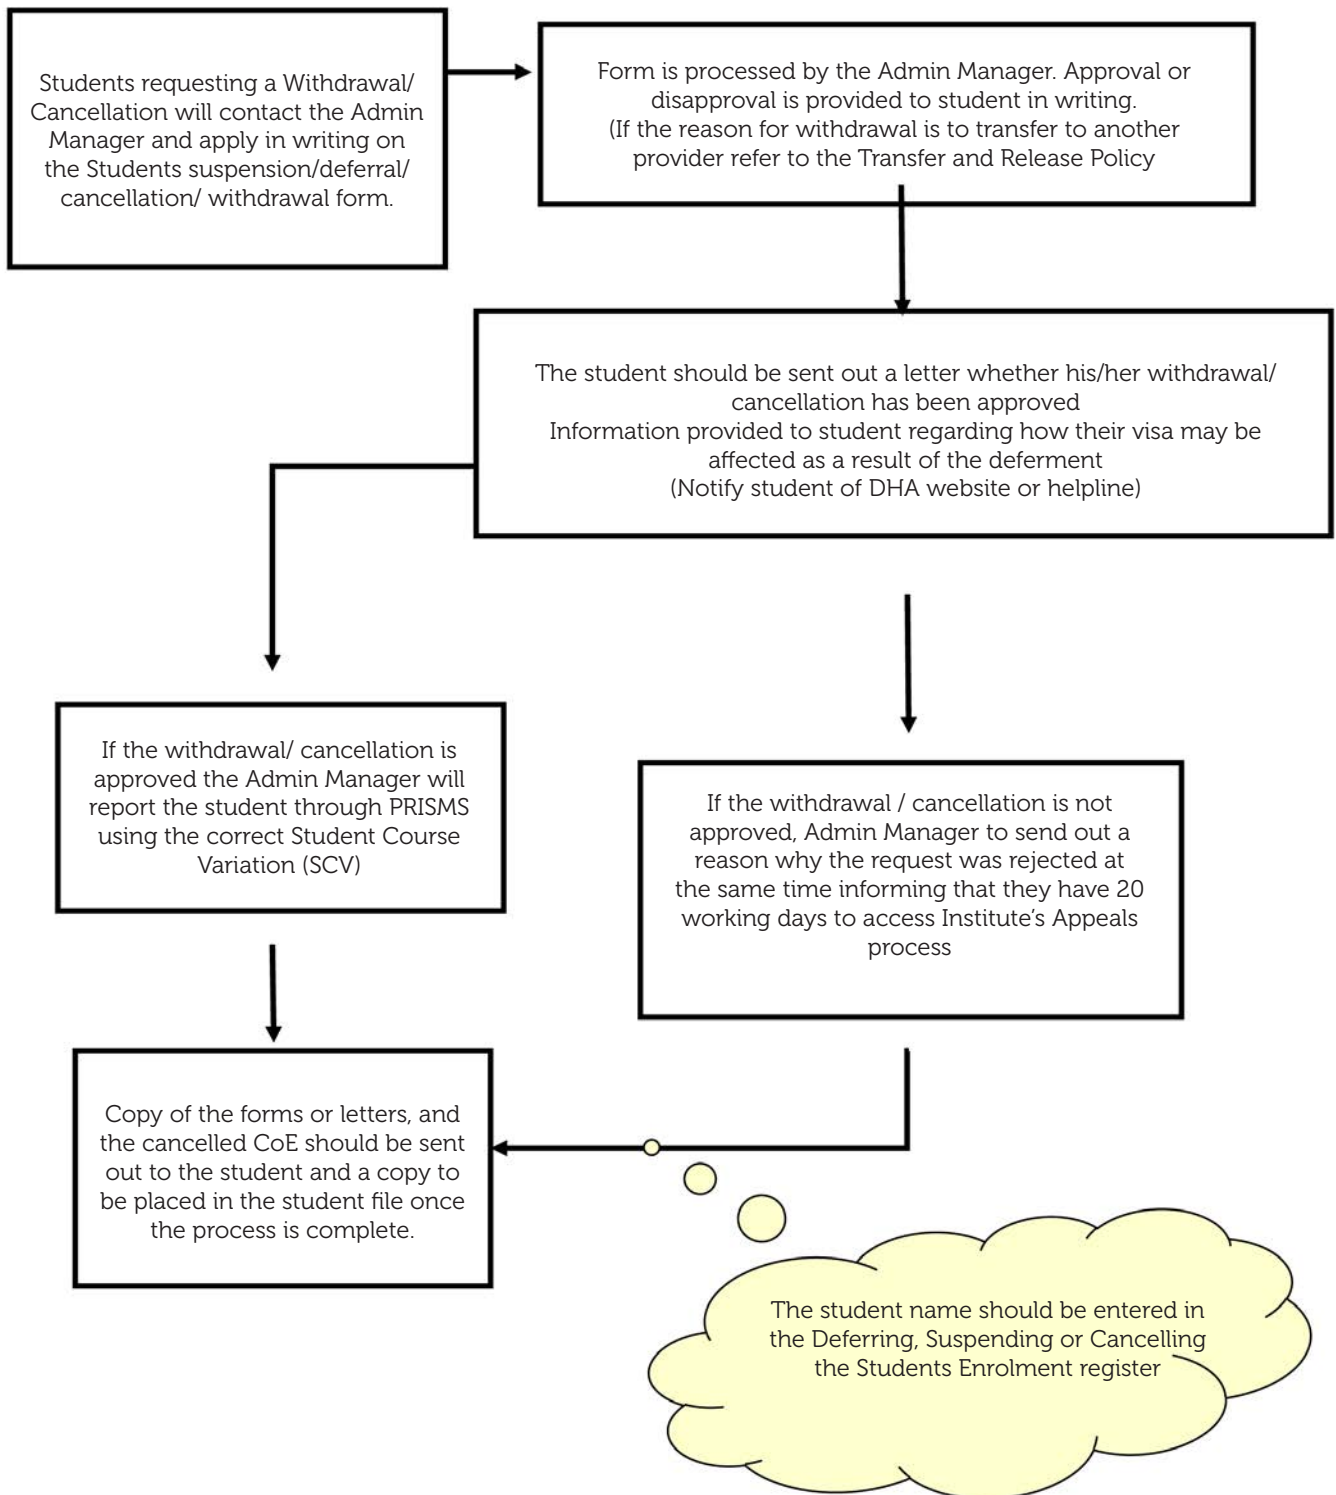 Students requesting a Withdrawal/
Cancellation will contact the Admin
Manager and apply in writing on
the Students suspension/deferral/
cancellation/ withdrawal form.
Form is processed by the Admin Manager. Approval or
disapproval is provided to student in writing.
(If the reason for withdrawal is to transfer to another
provider refer to the Transfer and Release Policy
The student should be sent out a letter whether his/her withdrawal/
cancellation has been approved
Information provided to student regarding how their visa may be
affected as a result of the deferment
(Notify student of DHA website or helpline)
If the withdrawal/ cancellation is
approved the Admin Manager will
report the student through PRISMS
using the correct Student Course
Variation (SCV)
If the withdrawal / cancellation is not
approved, Admin Manager to send out a
reason why the request was rejected at
the same time informing that they have 20
working days to access Institute's Appeals
process
Copy of the forms or letters, and
the cancelled CoE should be sent
out to the student and a copy to
be placed in the student file once
the process is complete.
The student name should be entered in
the Deferring, Suspending or Cancelling
the Students Enrolment register